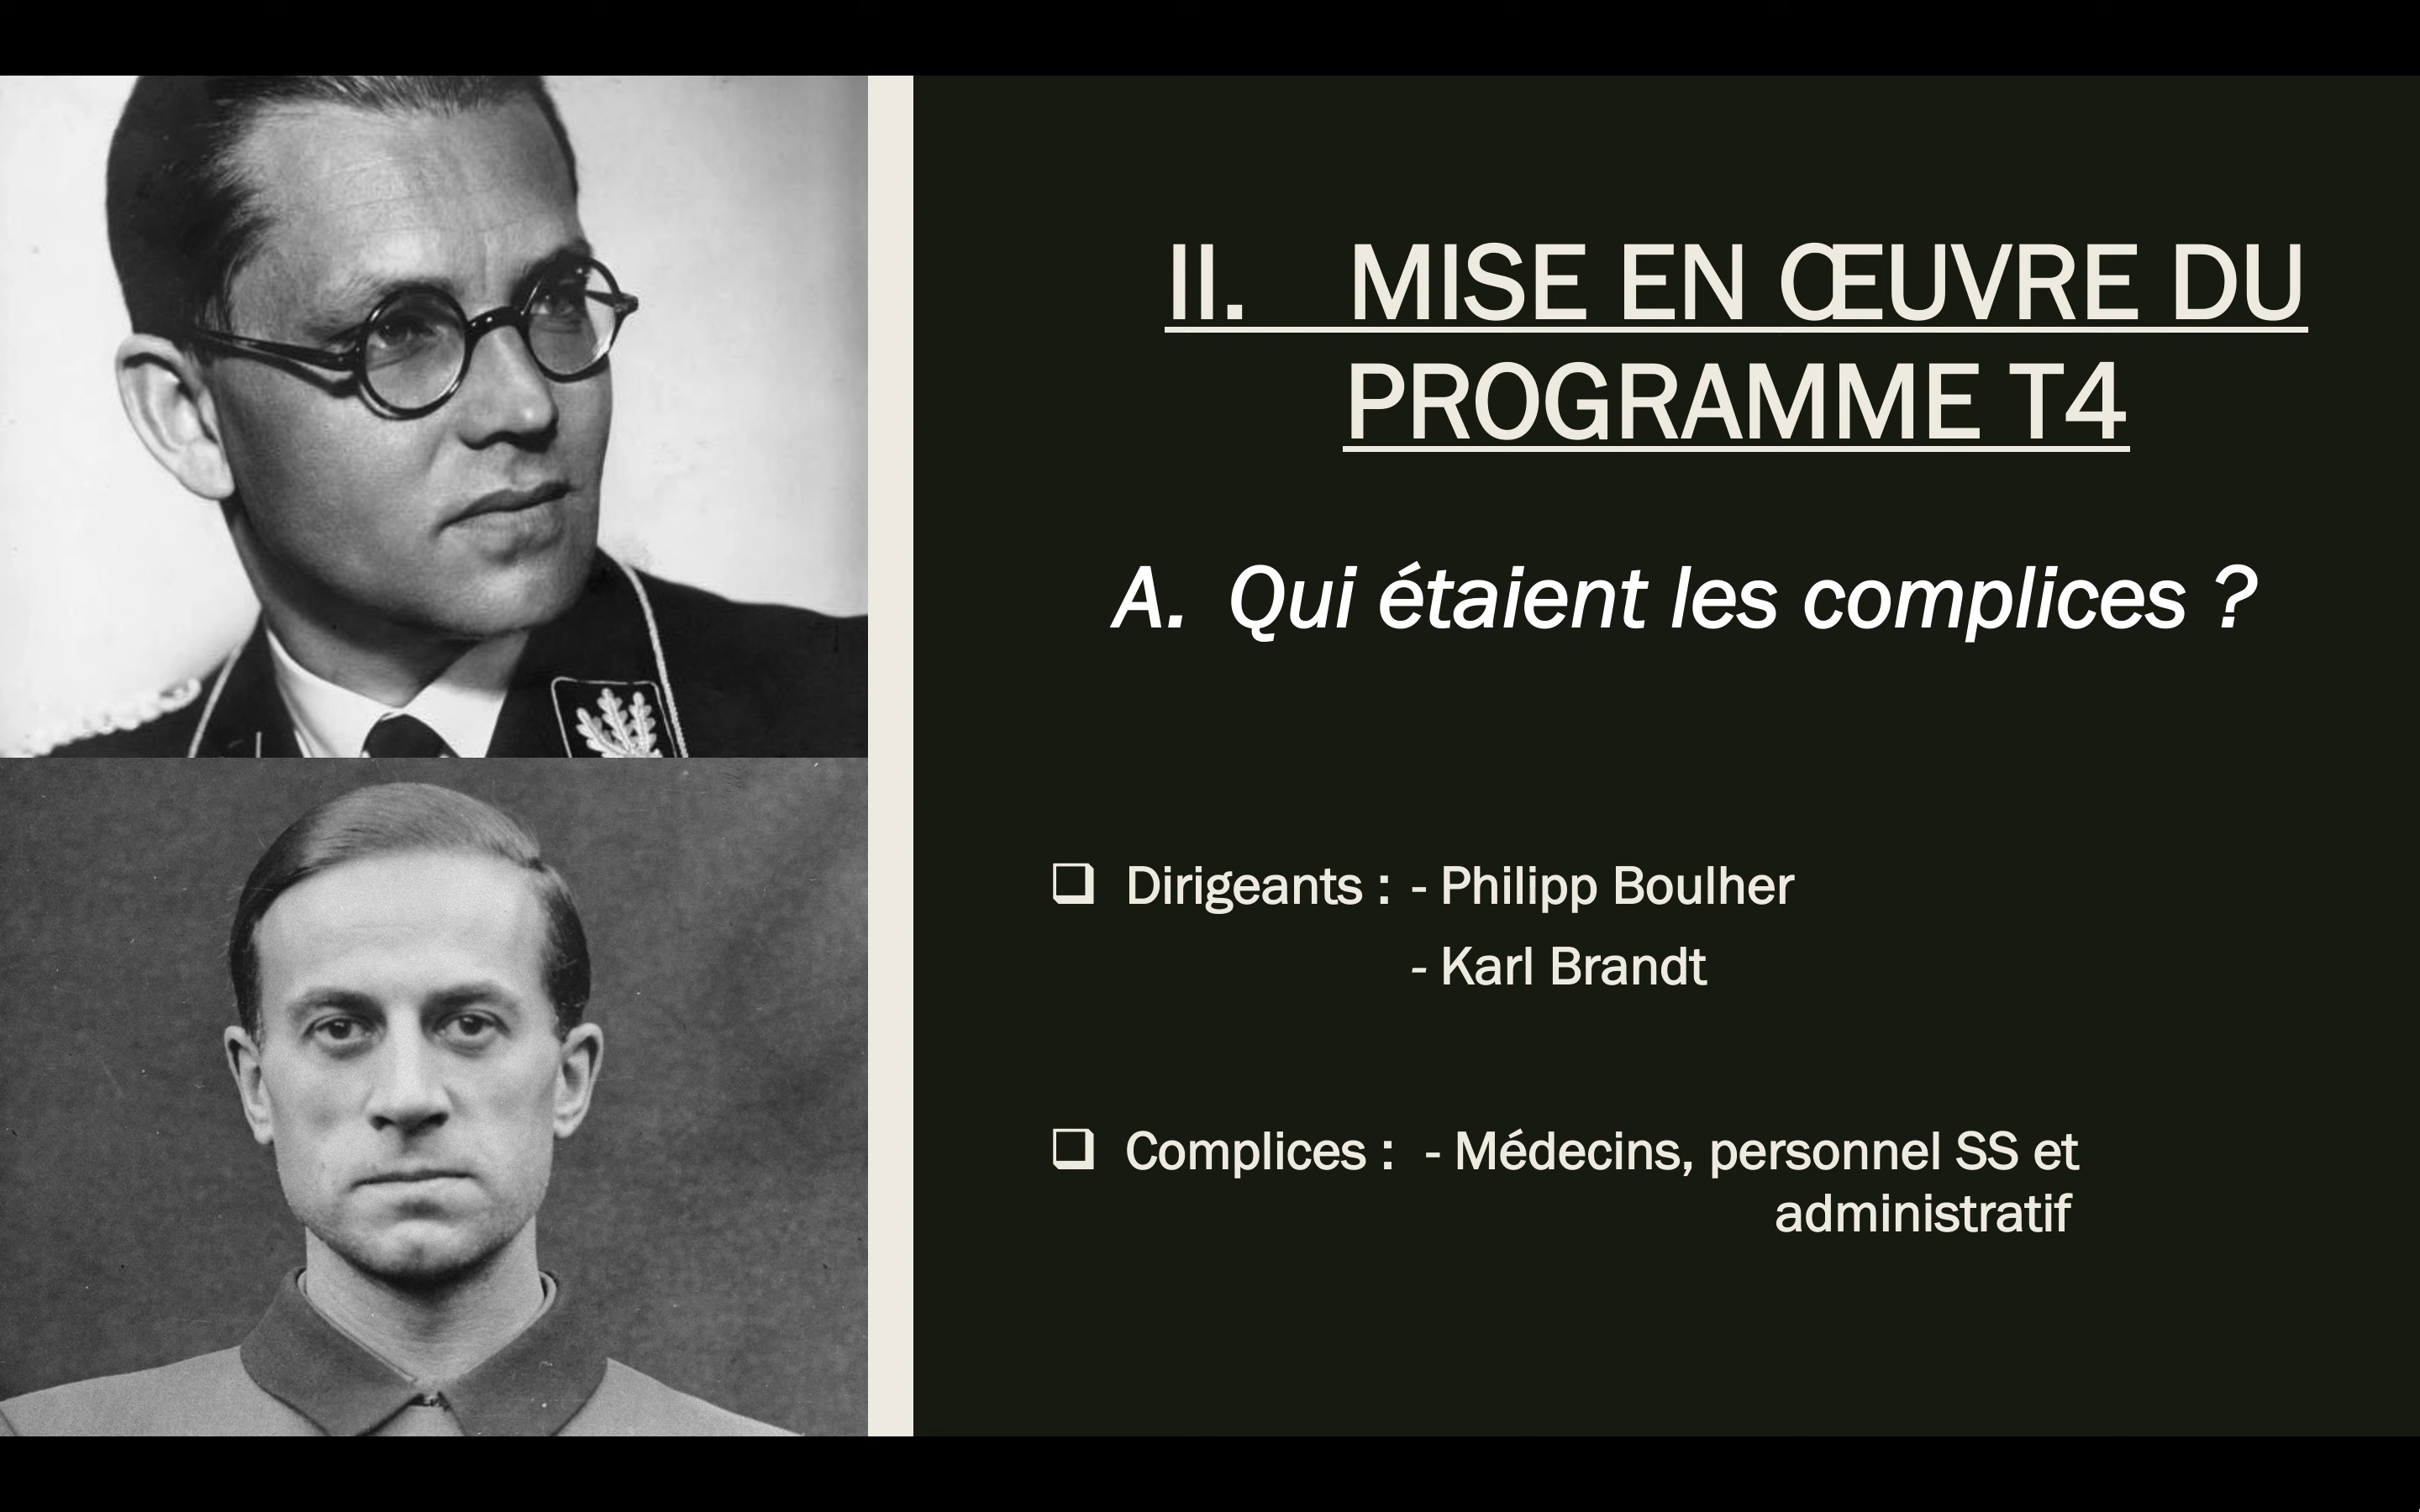 II. MISE EN ŒUVRE DU
PROGRAMME T4
A. Qui étaient les complices ?
Dirigeants : - Philipp Boulher
- Karl Brandt
Complices : - Médecins, personnel SS et
administratif